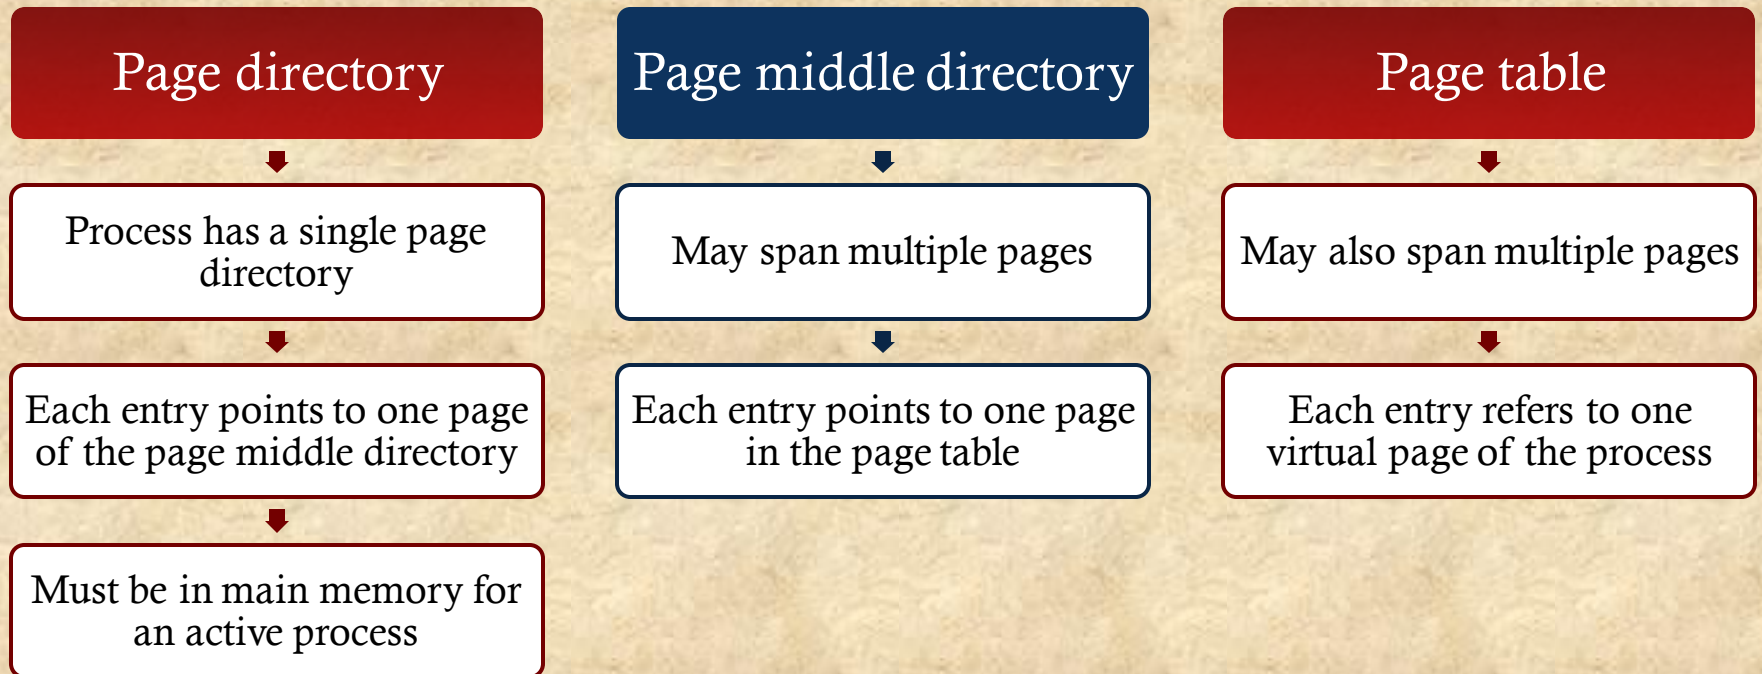 Page directory
Process has a single page
directory
Each entry points to one page
of the page middle directory
Must be in main memory for
an active process
Page middle directory
May span multiple pages
Each entry points to one page
in the page table
Page table
May also span multiple pages
Each entry refers to one
virtual page of the process